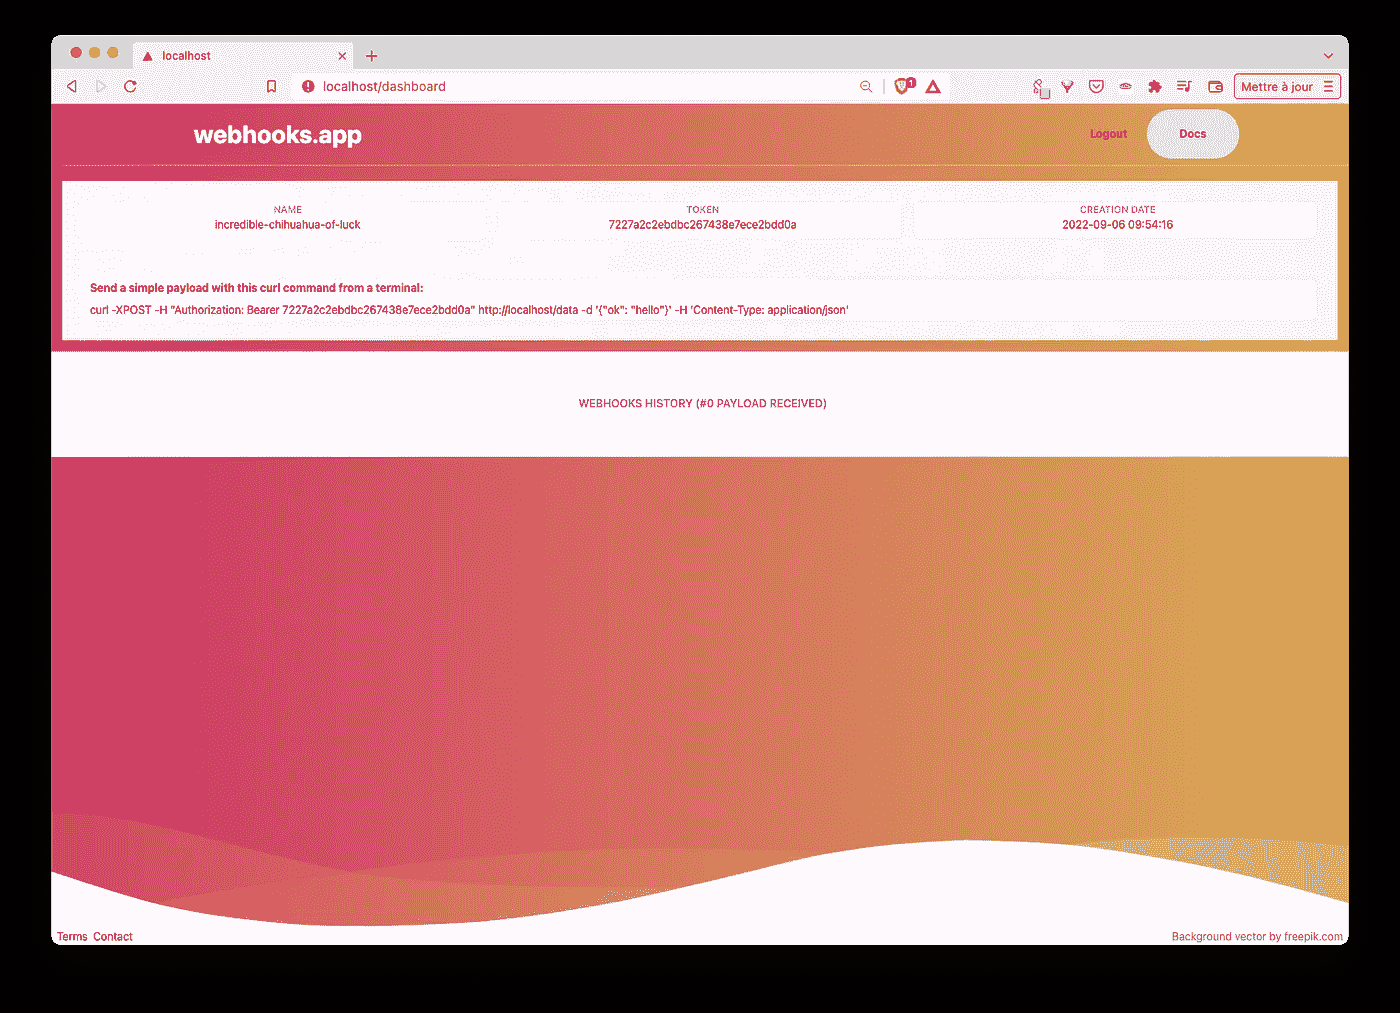 localhost
localhost/dashboard
1
Mettre à jour
webhooks.app
Logout
Docs
NAME
incredible-chihuahua-of-luck
TOKEN
7227a2c2ebdbc267438e7ece2bdd0a
CREATION DATE
2022-09-06 09:54:16
Send a simple payload with this curl command from a terminal:
curl -XPOST -H "Authorization: Bearer 7227a2c2ebdbc267438e7ece2bdd0a" http://localhost/data -d '{"ok": "hello"}' -H 'Content-Type: application/json'
WEBHOOKS HISTORY (#0 PAYLOAD RECEIVED)
Terms Contact
Background vector by freepik.com